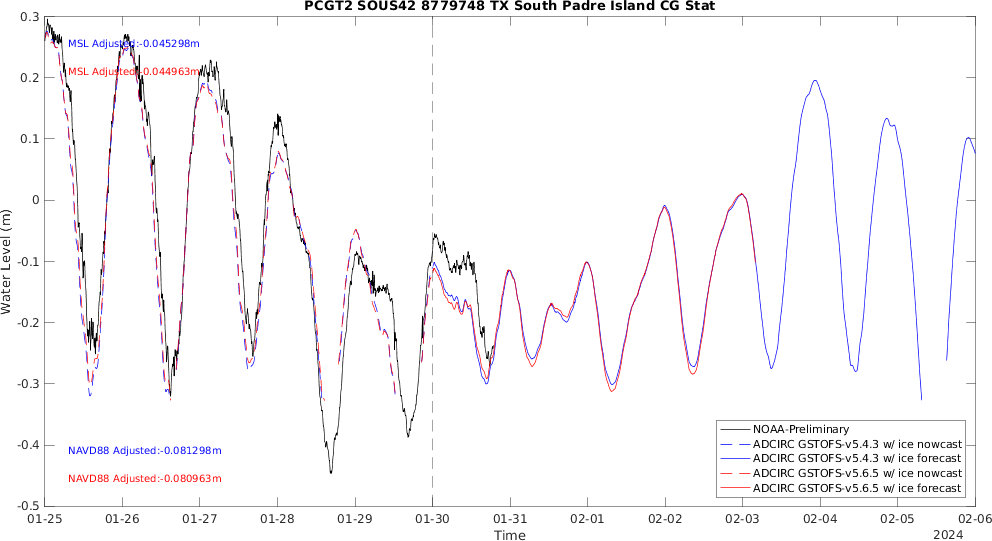 PCGT2 SOUS42 8779748 TX South Padre Island CG Stat
0.3
0.2
0.1
0
-0.1
-0.2
-0.3
-0.4
-0.5
Water Level (m)
MSL Adjusted:-0.045298m
MSL Adjusted:-0.044963m
NAVD88 Adjusted:-0.081298m
NAVD88 Adjusted:-0.080963m
NOAA-Preliminary
ADCIRC GSTOFS-v5.4.3 w/ ice nowcast
ADCIRC GSTOFS-v5.4.3 w/ ice forecast
ADCIRC GSTOFS-v5.6.5 w/ ice nowcast
ADCIRC GSTOFS-v5.6.5 w/ ice forecast
01-25 01-26 01-27 01-28 01-29 01-30 01-31 02-01 02-02 02-03 02-04 02-05 02-06
Time
2024